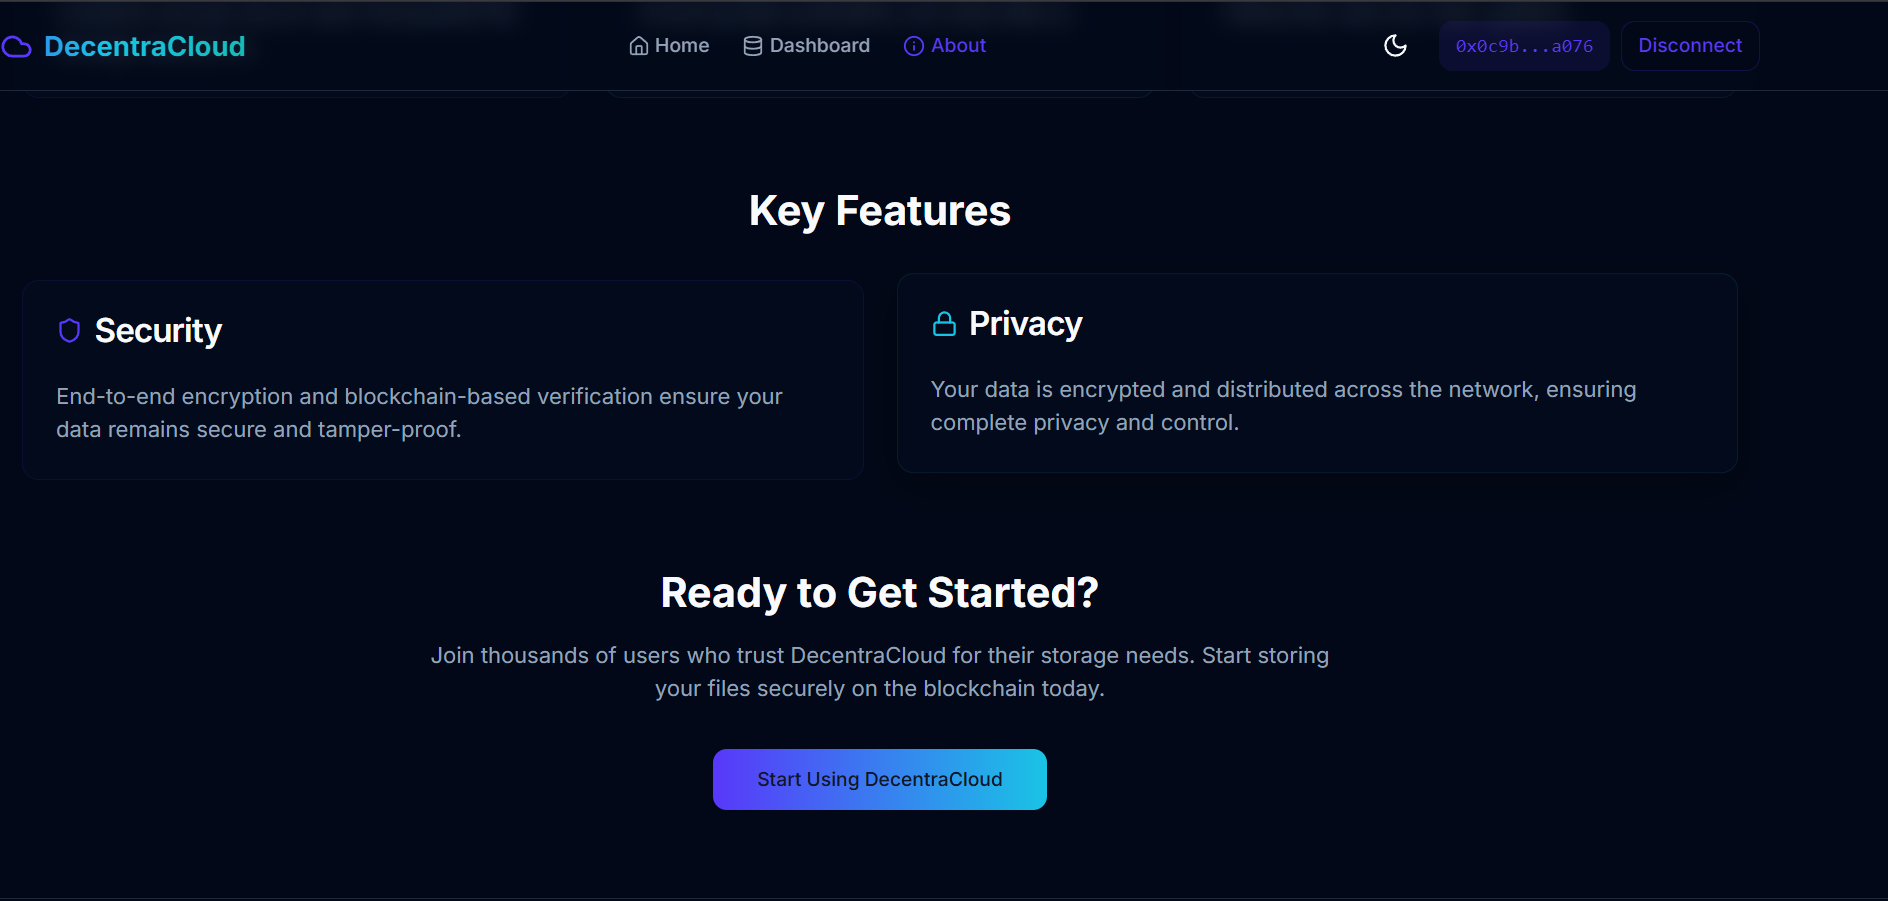 DecentraCloud
Home
Dashboard
About
0x0c9b...a076
Disconnect
Key Features
Security
End-to-end encryption and blockchain-based verification ensure your
data remains secure and tamper-proof.
Privacy
Your data is encrypted and distributed across the network, ensuring
complete privacy and control.
Ready to Get Started?
Join thousands of users who trust DecentraCloud for their storage needs. Start storing
your files securely on the blockchain today.
Start Using DecentraCloud